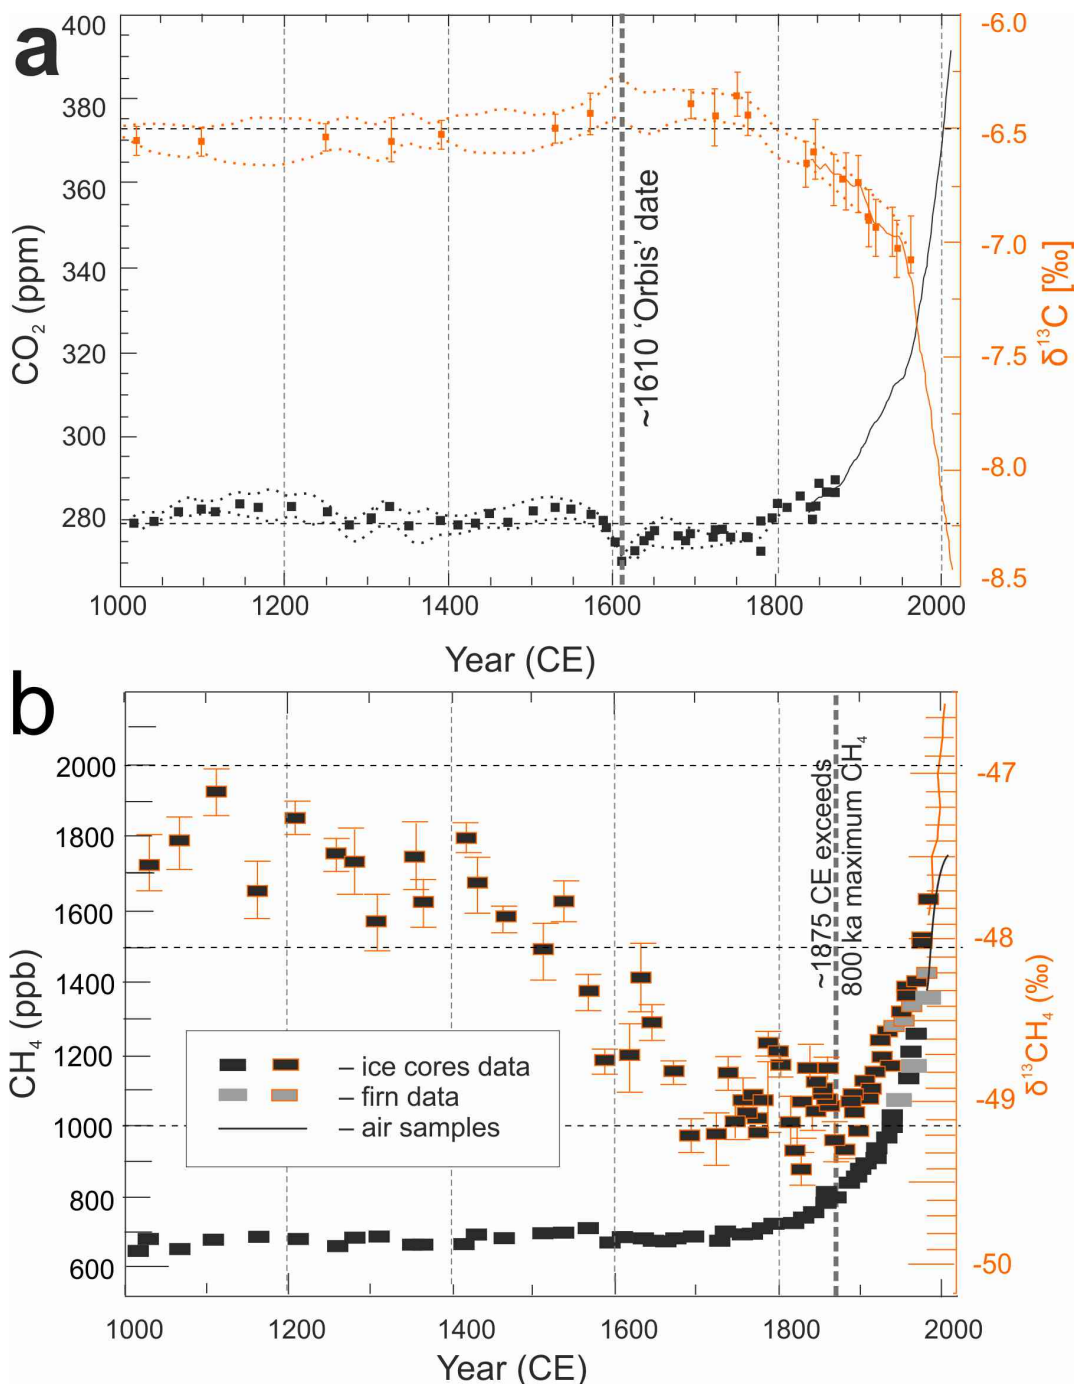 a
400
380
360
340
320
300
280
CO₂ (ppm)
-6.0
-6.5
-7.0
-7.5
-8.0
-8.5
δ¹³C [‰]
~1610 ‘Orbis’ date
1000 1200 1400 1600 1800 2000
Year (CE)
b
2000
1800
1600
1400
1200
1000
800
600
CH₄ (ppb)
-47
-48
-49
-50
δ¹³CH₄ (‰)
~1875 CE exceeds
800 ka maximum CH₄
– ice cores data
– firn data
– air samples
1000 1200 1400 1600 1800 2000
Year (CE)